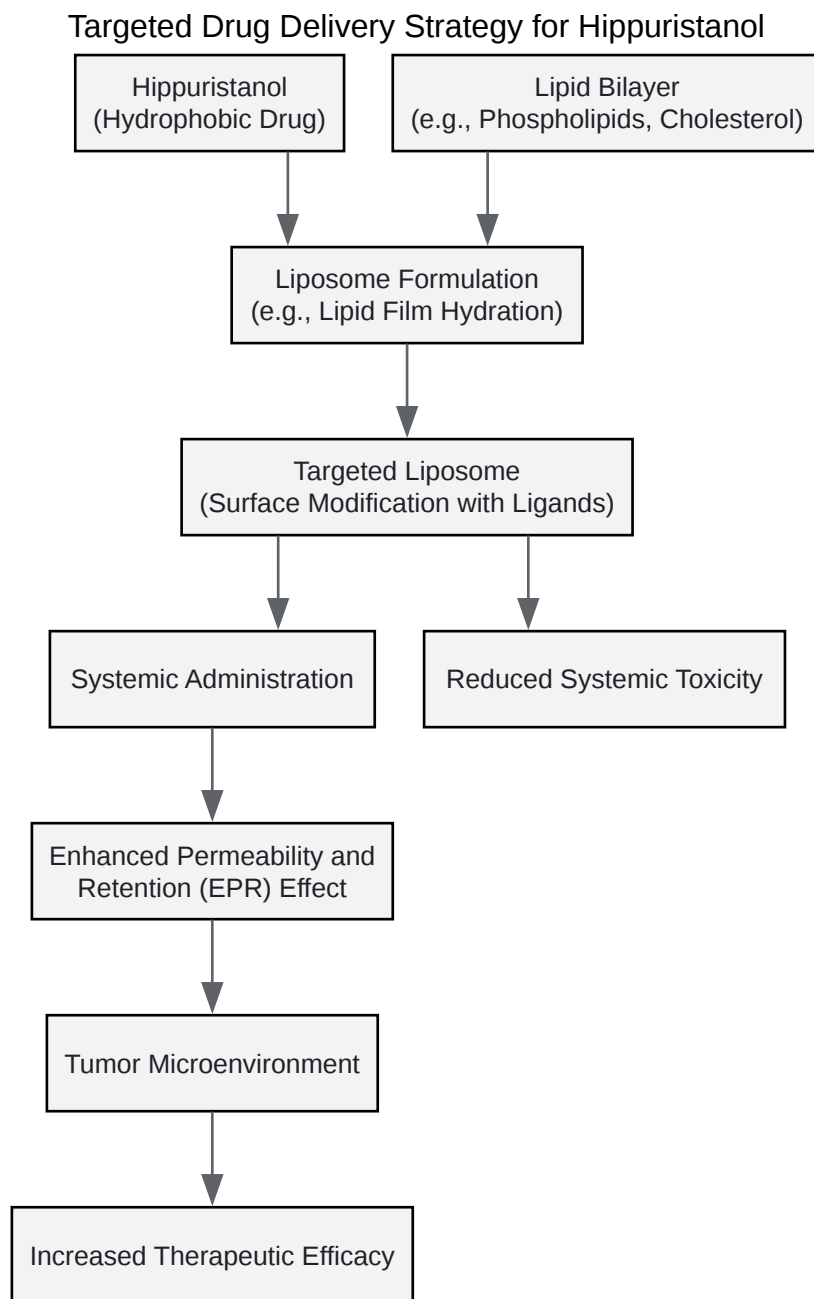 Targeted Drug Delivery Strategy for Hippuristanol
Hippuristanol
(Hydrophobic Drug)
Lipid Bilayer
(e.g., Phospholipids, Cholesterol)
Liposome Formulation
(e.g., Lipid Film Hydration)
Targeted Liposome
(Surface Modification with Ligands)
Systemic Administration
Reduced Systemic Toxicity
Enhanced Permeability and
Retention (EPR) Effect
Tumor Microenvironment
Increased Therapeutic Efficacy